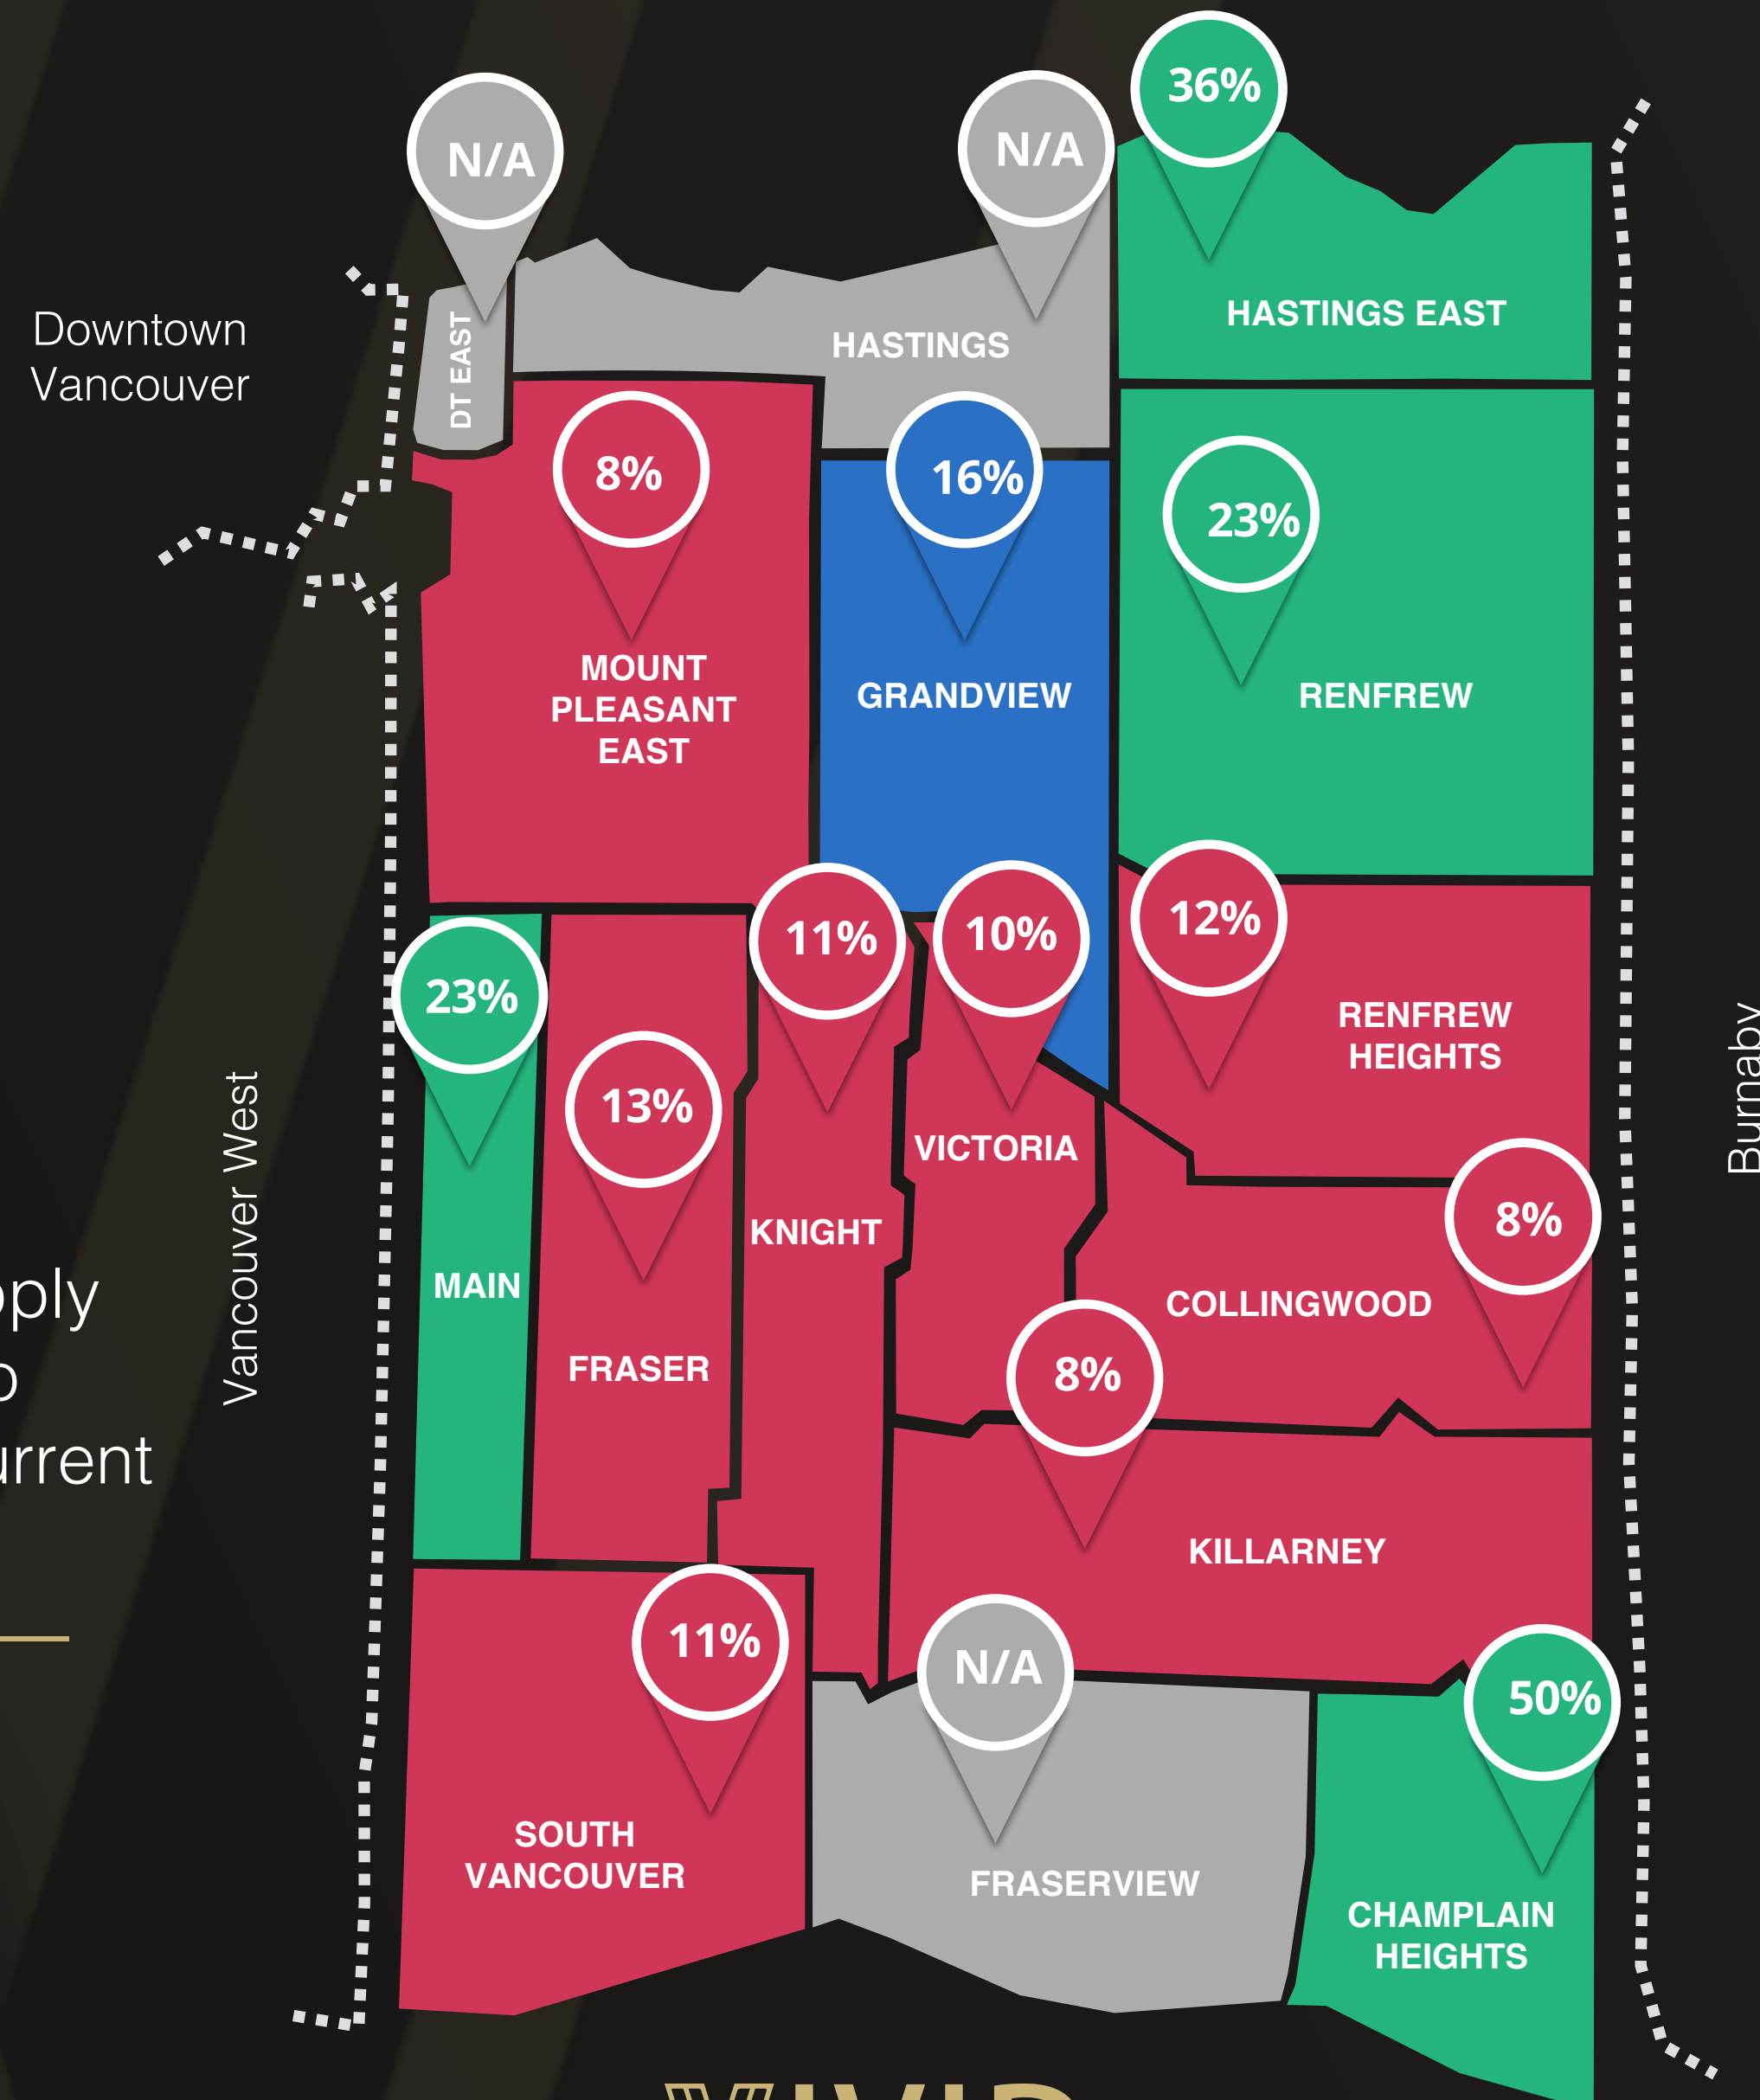 36%
N/A
N/A
Downtown
Vancouver
HASTINGS EAST
HASTINGS
DT EAST
8%
16%
23%
MOUNT
PLEASANT
EAST
GRANDVIEW
RENFREW
11%
10%
12%
23%
13%
RENFREW
HEIGHTS
Burnaby
Vancouver West
VICTORIA
KNIGHT
8%
MAIN
COLLINGWOOD
FRASER
8%
urrent
KILLARNEY
11%
N/A
50%
SOUTH
VANCOUVER
FRASERVIEW
CHAMPLAIN
HEIGHTS